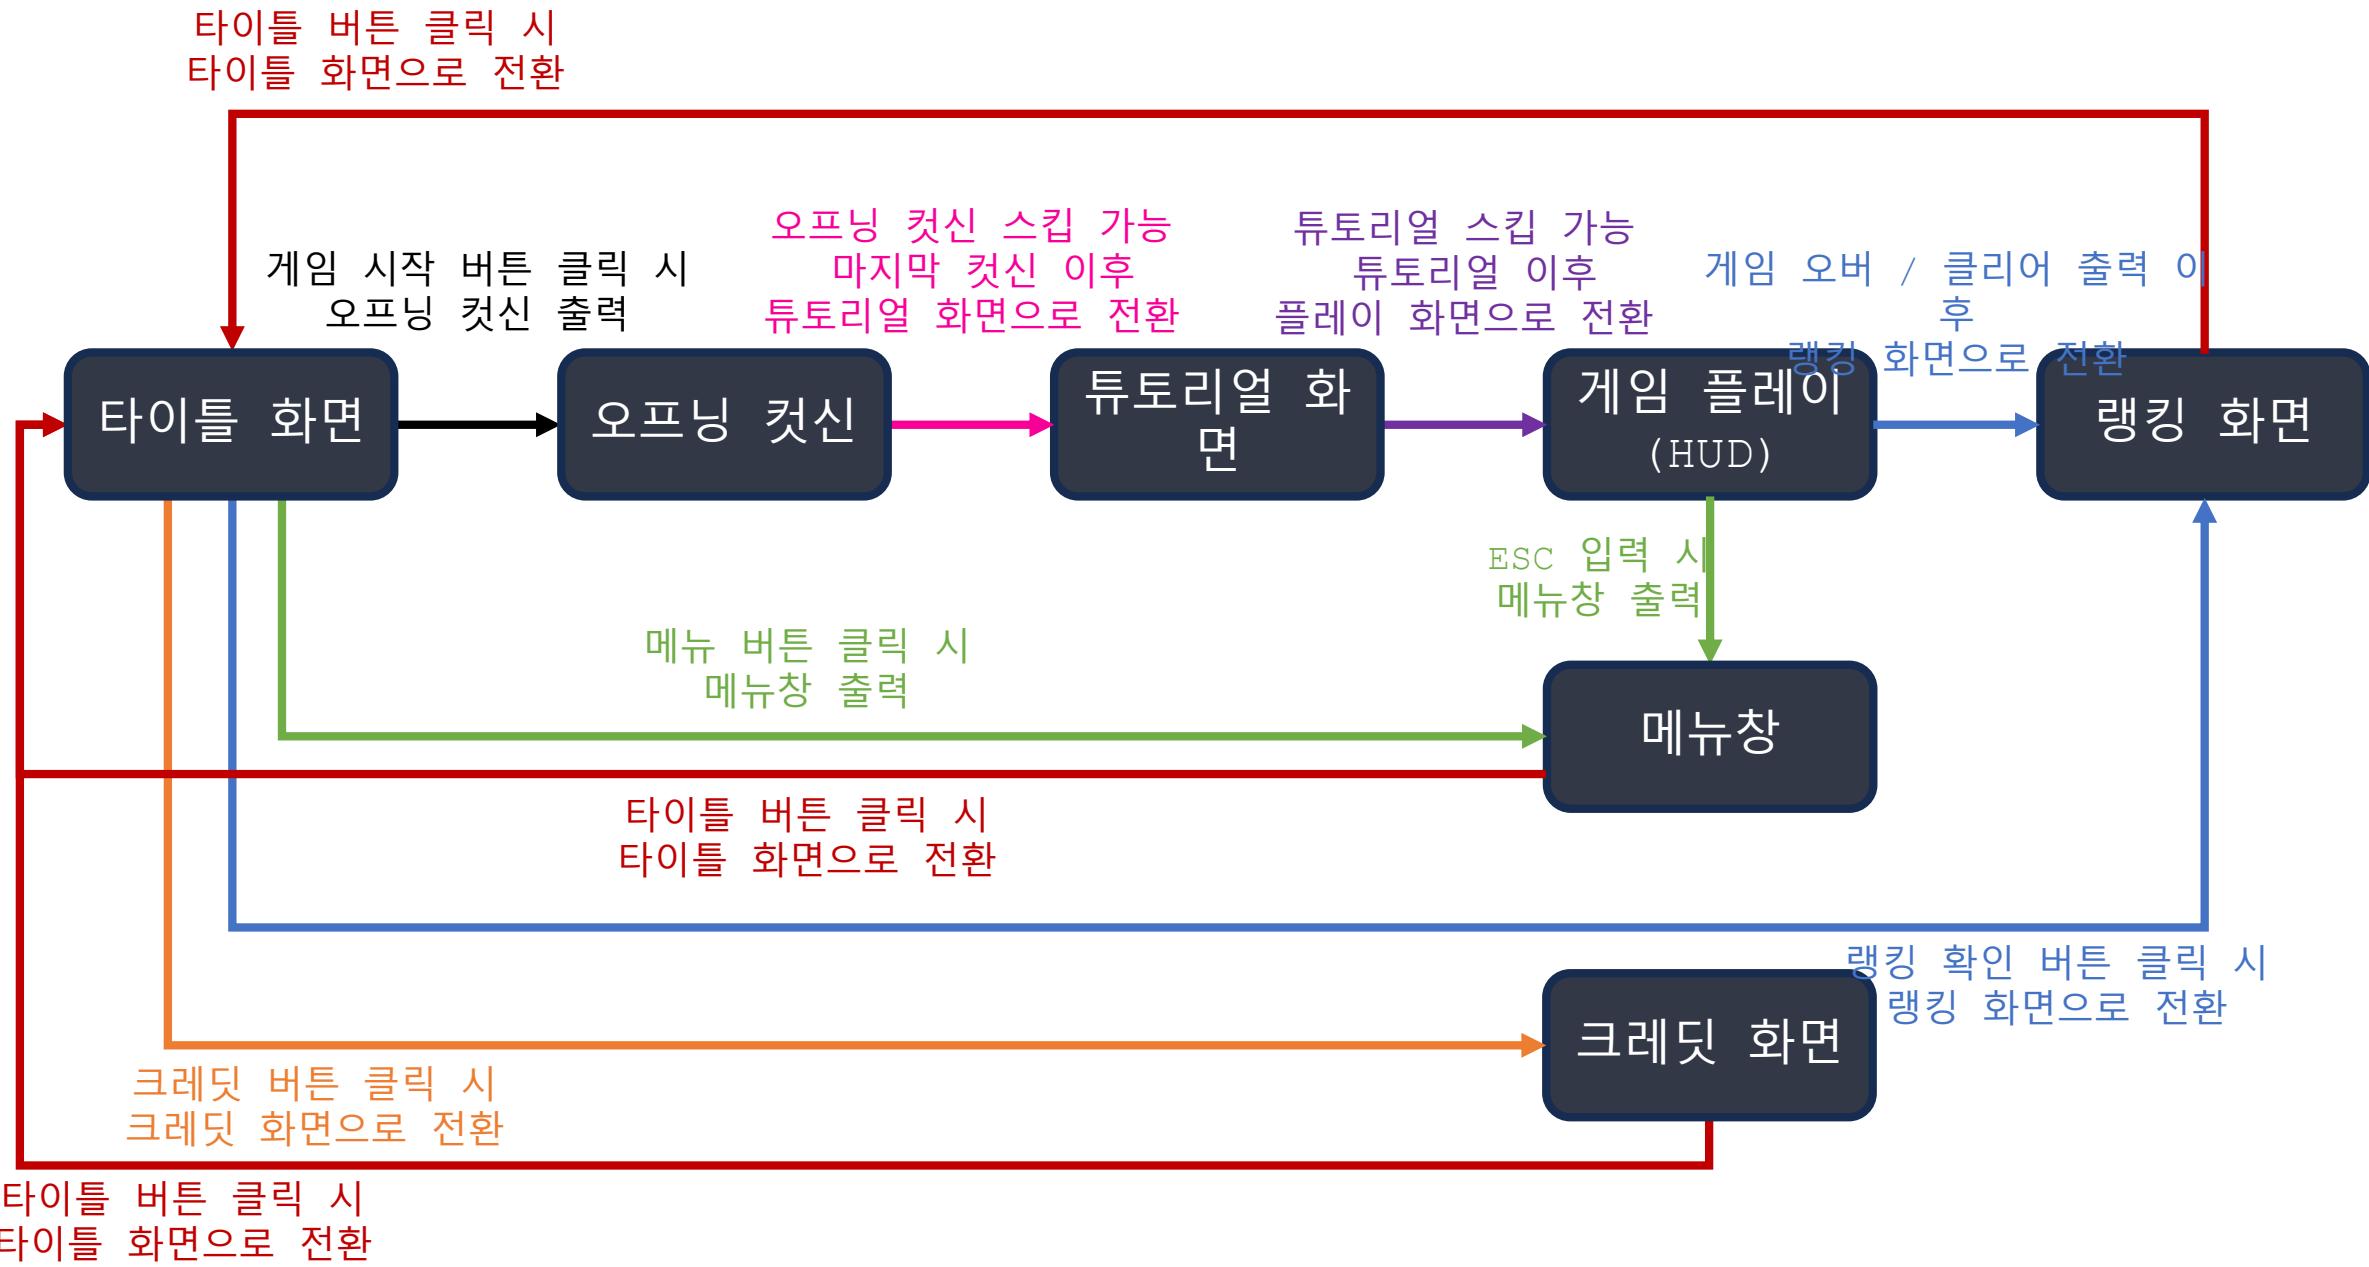 타이틀 버튼 클릭 시
타이틀 화면으로 전환
게임 시작 버튼 클릭 시
오프닝 컷신 출력
오프닝 컷신 스킵 가능
마지막 컷신 이후
튜토리얼 화면으로 전환
튜토리얼 스킵 가능
튜토리얼 이후
플레이 화면으로 전환
게임 오버 / 클리어 출력 이
후
랭킹 화면으로 전환
타이틀 화면
오프닝 컷신
튜토리얼 화
면
게임 플레이
(HUD)
랭킹 화면
ESC 입력 시
메뉴창 출력
메뉴 버튼 클릭 시
메뉴창 출력
메뉴창
타이틀 버튼 클릭 시
타이틀 화면으로 전환
랭킹 확인 버튼 클릭 시
랭킹 화면으로 전환
크레딧 화면
크레딧 버튼 클릭 시
크레딧 화면으로 전환
타이틀 버튼 클릭 시
타이틀 화면으로 전환